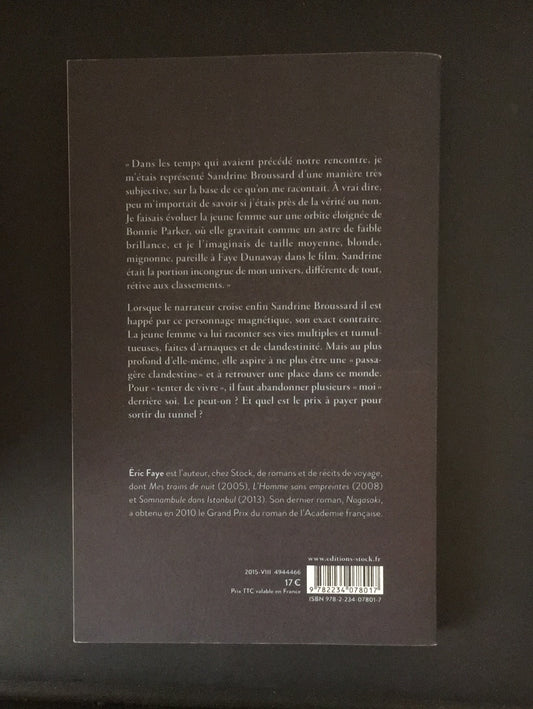 « Dans les temps qui avaient précédé notre rencontre, je
m'étais représenté Sandrine Broussard d'une manière très
subjective, sur la base de ce qu'on me racontait. À vrai dire,
peu m'importait de savoir si j'étais près de la vérité ou non.
Je faisais évoluer la jeune femme sur une orbite éloignée de
Bonnie Parker, où elle gravitait comme un astre de faible
brillance, et je l'imaginais de taille moyenne, blonde,
mignonne, pareille à Faye Dunaway dans le film. Sandrine
était la portion incongrue de mon univers, différente de tout,
rétive aux classements. »
Lorsque le narrateur croise enfin Sandrine Broussard il est
happé par ce personnage magnétique, son exact contraire.
La jeune femme va lui raconter ses vies multiples et tumul-
tueuses, faites d'arnaques et de clandestinité. Mais au plus
profond d'elle-même, elle aspire à ne plus être une « passa-
gère clandestine » et à retrouver une place dans ce monde.
Pour « tenter de vivre », il faut abandonner plusieurs « moi »
derrière soi. Le peut-on ? Et quel est le prix à payer pour
sortir du tunnel ?
Éric Faye est l'auteur, chez Stock, de romans et de récits de voyage,
dont Mes trains de nuit (2005), L'Homme sans empreintes (2008)
et Somnambule dans Istanbul (2013). Son dernier roman, Nagasaki,
a obtenu en 2010 le Grand Prix du roman de l'Académie française.
www.editions-stock.fr
2015-VIII 4944466
17 €
Prix TTC valable en France
9 782234 078017
ISBN 978-2-234-07801-7